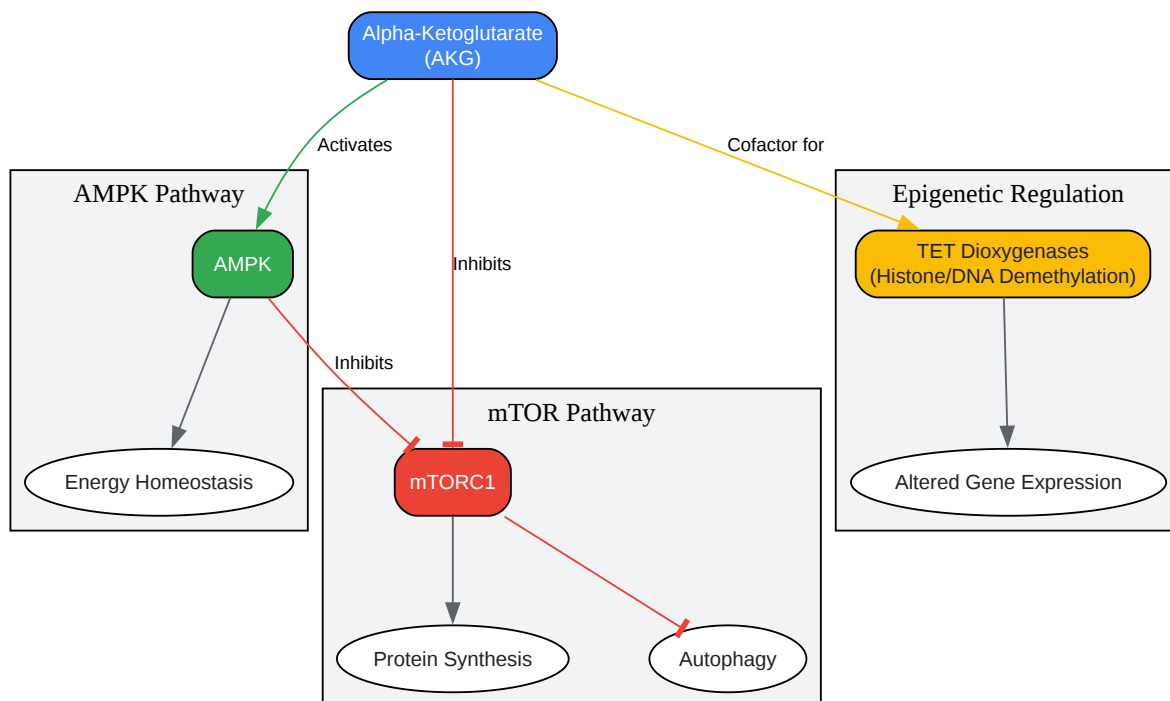 Alpha-Ketoglutarate
(AKG)
Activates
Cofactor for
AMPK Pathway
Epigenetic Regulation
AMPK
Inhibits
TET Dioxygenases
(Histone/DNA Demethylation)
Inhibits
mTOR Pathway
Energy Homeostasis
mTORC1
Altered Gene Expression
Protein Synthesis
Autophagy